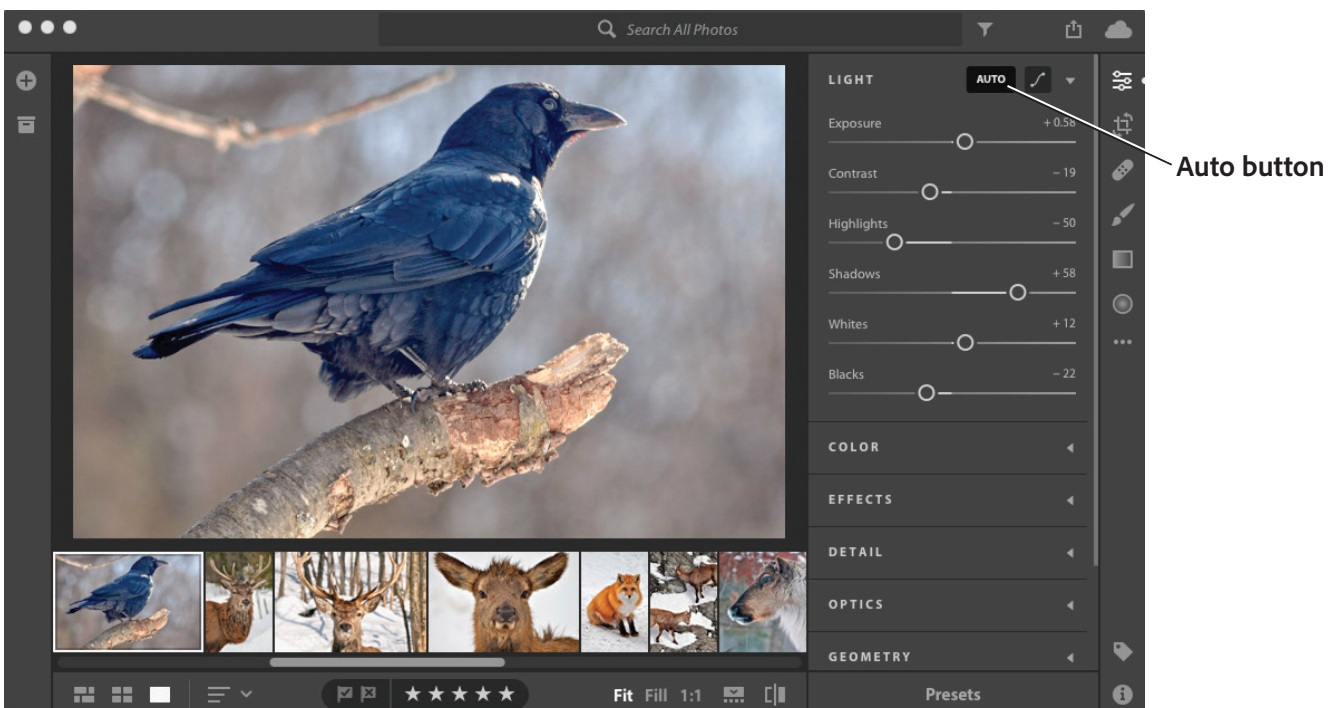 Search All Photos
LIGHT AUTO
Exposure + 0.58
Auto button
Contrast – 19
Highlights – 50
Shadows + 58
Whites + 12
Blacks – 22
COLOR
EFFECTS
DETAIL
OPTICS
GEOMETRY
Fit Fill 1:1 Presets